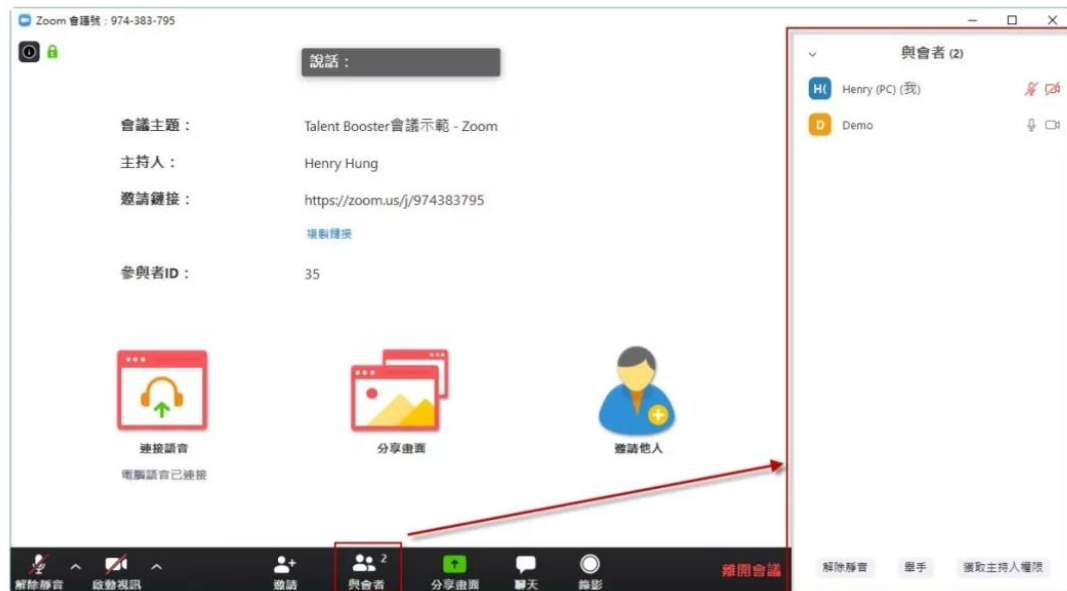 Zoom 會議號：974-383-795
說話：
會議主題：
Talent Booster會議示範 - Zoom
主持人：
Henry Hung
邀請鏈接：
https://zoom.us/j/974383795
複製鏈接
參與者ID：
35
連接語音
電腦語音已連接
分享畫面
邀請他人
解除靜音
啟動視訊
邀請
與會者
2
分享畫面
聊天
錄影
離開會議
與會者 (2)
H( Henry (PC) (我)
D Demo
解除靜音 舉手 獲取主持人權限